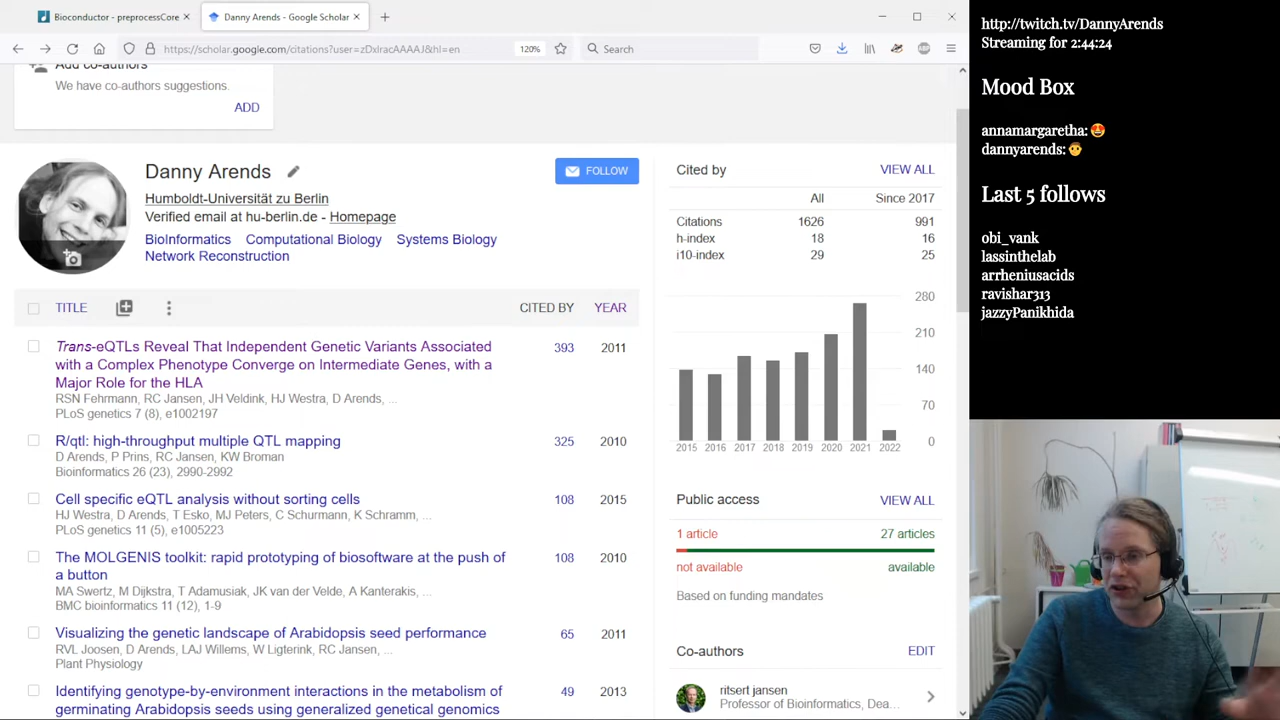 Bioconductor - preprocessCore
Danny Arends - Google Scholar
https://scholar.google.com/citations?user=zDxIracAAAAJ&hl=en
120%
Search
Add co-authors
We have co-authors suggestions.
ADD
Danny Arends
FOLLOW
Humboldt-Universität zu Berlin
Verified email at hu-berlin.de - Homepage
BioInformatics Computational Biology Systems Biology
Network Reconstruction
TITLE CITED BY YEAR
Trans-eQTLs Reveal That Independent Genetic Variants Associated 393 2011
with a Complex Phenotype Converge on Intermediate Genes, with a
Major Role for the HLA
RSN Fehrmann, RC Jansen, JH Veldink, HJ Westra, D Arends, ...
PLoS genetics 7 (8), e1002197
R/qtl: high-throughput multiple QTL mapping 325 2010
D Arends, P Prins, RC Jansen, KW Broman
Bioinformatics 26 (23), 2990-2992
Cell specific eQTL analysis without sorting cells 108 2015
HJ Westra, D Arends, T Esko, MJ Peters, C Schurmann, K Schramm, ...
PLoS genetics 11 (5), e1005223
The MOLGENIS toolkit: rapid prototyping of biosoftware at the push of 108 2010
a button
MA Swertz, M Dijkstra, T Adamusiak, JK van der Velde, A Kanterakis, ...
BMC bioinformatics 11 (12), 1-9
Visualizing the genetic landscape of Arabidopsis seed performance 65 2011
RVL Joosen, D Arends, LAJ Willems, W Ligterink, RC Jansen, ...
Plant Physiology
Identifying genotype-by-environment interactions in the metabolism of 49 2013
germinating Arabidopsis seeds using generalized genetical genomics
Cited by
VIEW ALL
All Since 2017
Citations 1626 991
h-index 18 16
i10-index 29 25
280
210
140
70
0
2015 2016 2017 2018 2019 2020 2021 2022
Public access
VIEW ALL
1 article 27 articles
not available available
Based on funding mandates
Co-authors
EDIT
ritsert jansen
Professor of Bioinformatics, Dea...
http://twitch.tv/DannyArends
Streaming for 2:44:24
Mood Box
annamargaretha: 😍
dannyarends:
Last 5 follows
obi_vank
lassinthelab
arrheniusacids
ravishar313
jazzyPanikhida